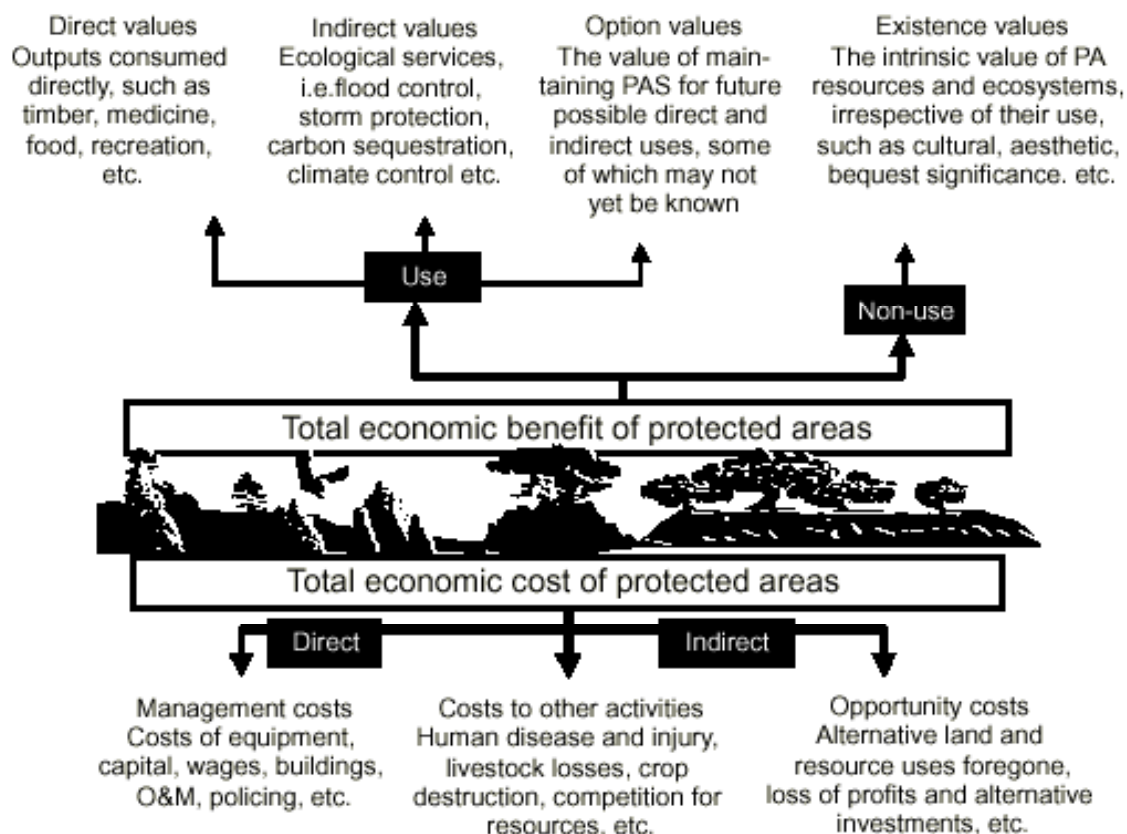 Direct values
Outputs consumed
directly, such as
timber, medicine,
food, recreation,
etc.
Indirect values
Ecological services,
i.e.flood control,
storm protection,
carbon sequestration,
climate control etc.
Option values
The value of main-
taining PAS for future
possible direct and
indirect uses, some
of which may not
yet be known
Existence values
The intrinsic value of PA
resources and ecosystems,
irrespective of their use,
such as cultural, aesthetic,
bequest significance. etc.
Use
Non-use
Total economic benefit of protected areas
Total economic cost of protected areas
Direct
Indirect
Management costs
Costs of equipment,
capital, wages, buildings,
O&M, policing, etc.
Costs to other activities
Human disease and injury,
livestock losses, crop
destruction, competition for
resources, etc.
Opportunity costs
Alternative land and
resource uses foregone,
loss of profits and alternative
investments, etc.